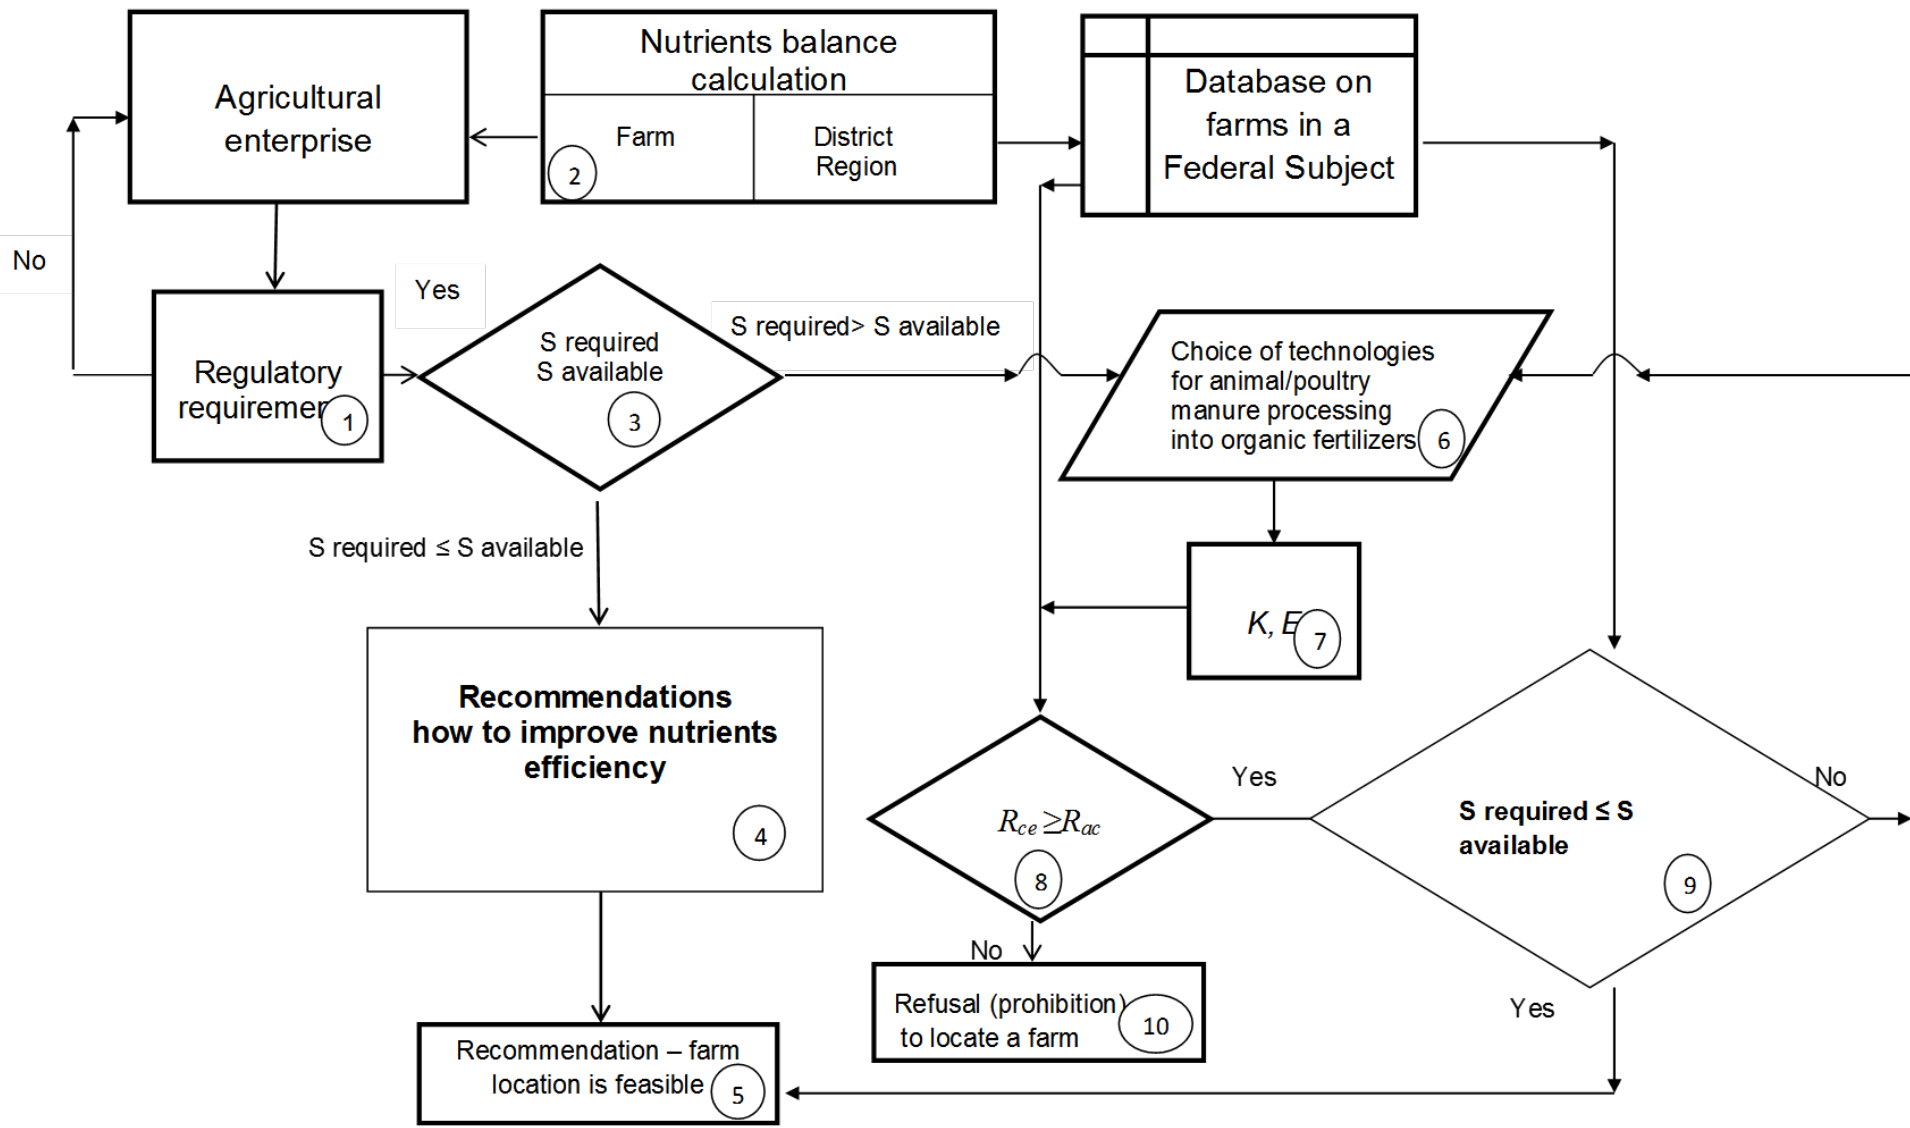 Agricultural
enterprise
Nutrients balance
calculation
Farm
2
District
Region
Database on
farms in a
Federal Subject
No
Regulatory
requiremen
1
Yes
S required
S available
3
S required> S available
Choice of technologies
for animal/poultry
manure processing
into organic fertilizers
6
S required ≤ S available
K, E
7
Recommendations
how to improve nutrients
efficiency
4
Rce ≥Rac
8
Yes
S required ≤ S
available
9
No
No
Refusal (prohibition)
to locate a farm
10
Yes
Recommendation – farm
location is feasible
5